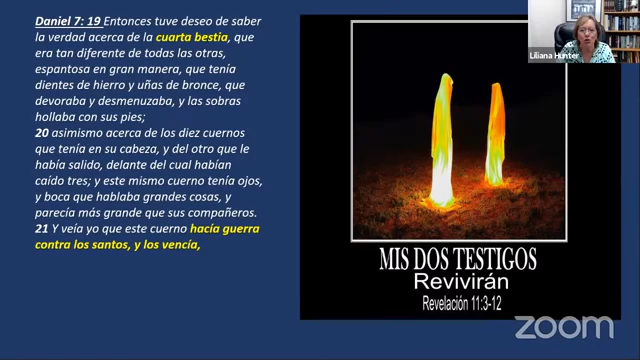 Daniel 7: 19 Entonces tuve deseo de saber
la verdad acerca de la cuarta bestia, que
era tan diferente de todas las otras,
espantosa en gran manera, que tenía
dientes de hierro y uñas de bronce, que
devoraba y desmenuzaba, y las sobras
hollaba con sus pies;
20 asimismo acerca de los diez cuernos
que tenía en su cabeza, y del otro que le
había salido, delante del cual habían
caído tres; y este mismo cuerno tenía ojos,
y boca que hablaba grandes cosas, y
parecía más grande que sus compañeros.
21 Y veía yo que este cuerno hacía guerra
contra los santos, y los vencía,
MIS DOS TESTIGOS
Revivirán
Revelación 11:3-12
Liliana Hunter
zoom